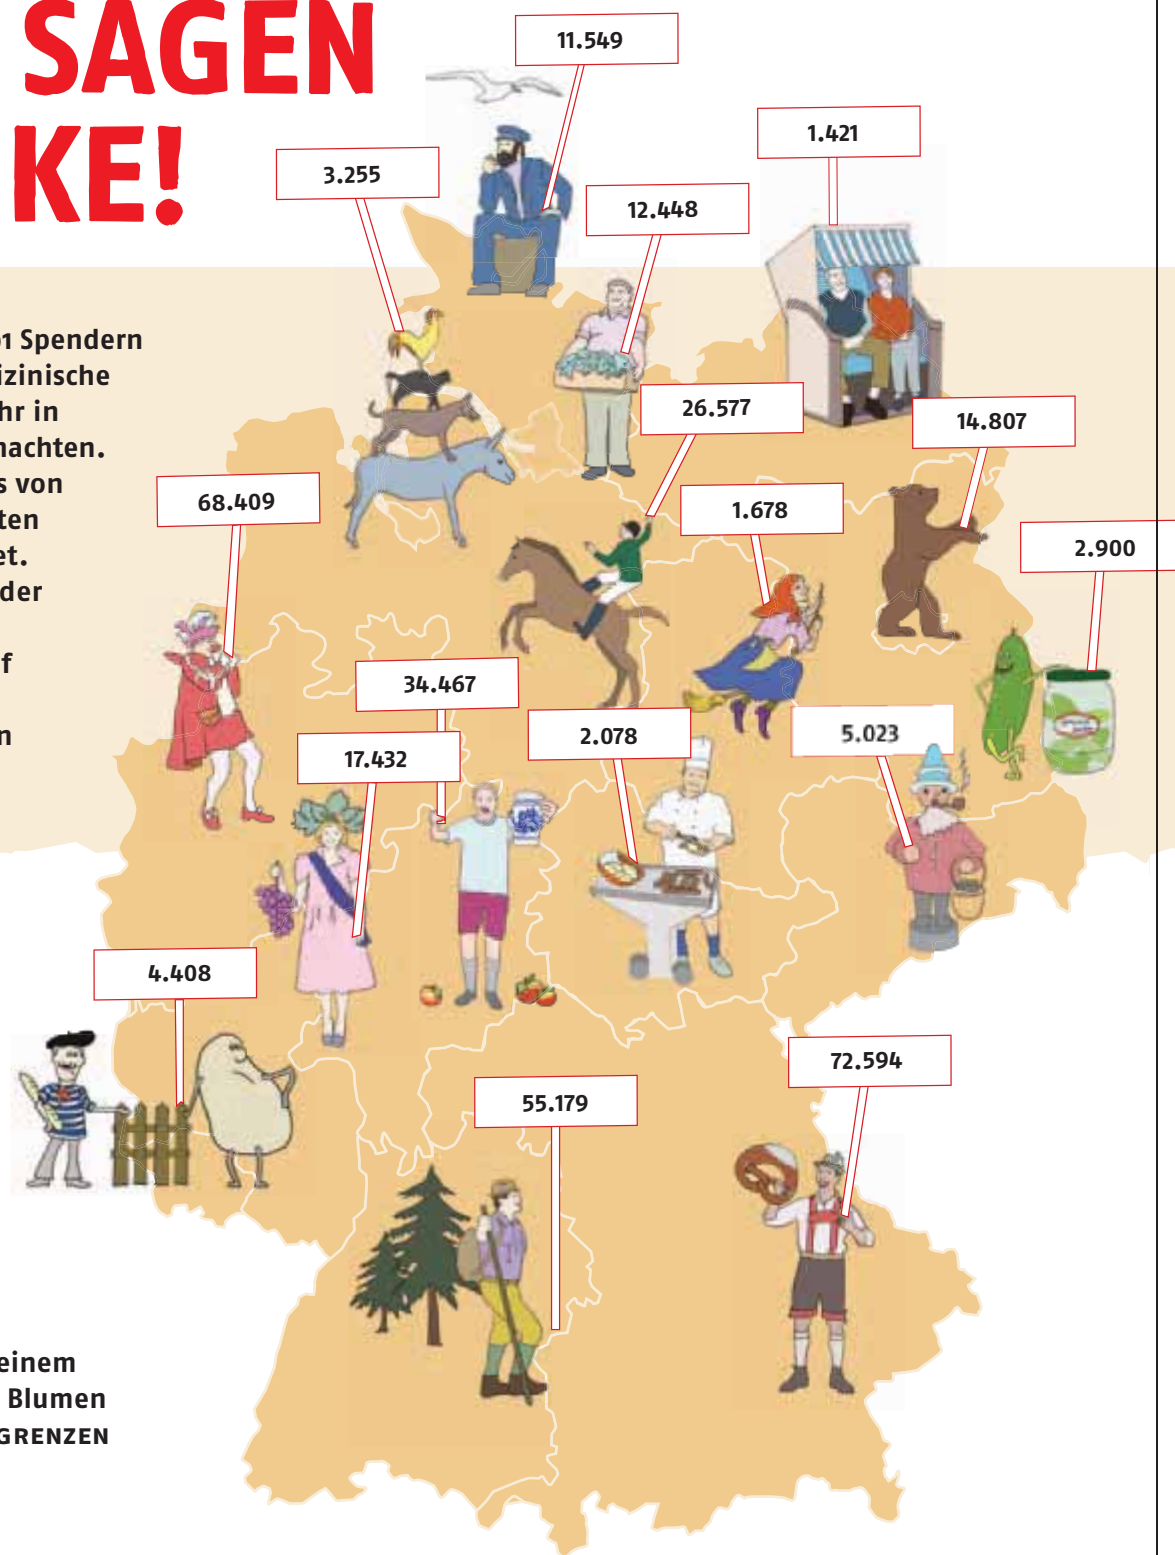 SAGEN
KE!
11.549
1.421
3.255
12.448
01 Spendern
izinische
hr in
nachten.
s von
ten
et.
der
f
n
26.577
14.807
68.409
1.678
2.900
34.467
2.078
5.023
17.432
4.408
72.594
55.179
einem
Blumen
GRENZEN